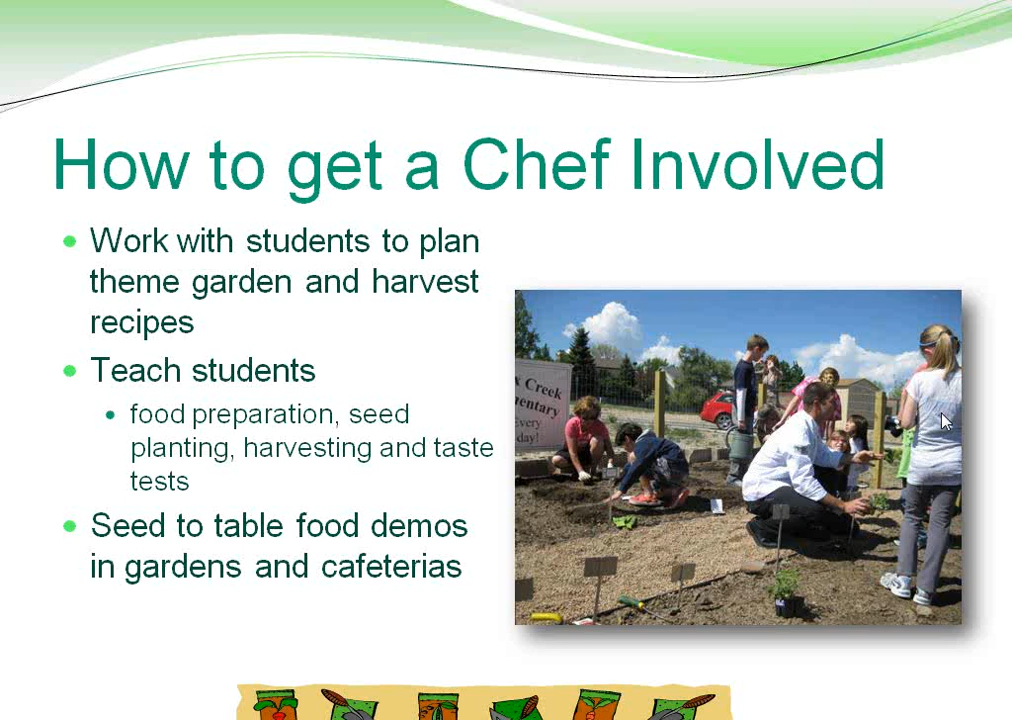 How to get a Chef Involved
Work with students to plan
theme garden and harvest
recipes
Teach students
food preparation, seed
planting, harvesting and taste
tests
Seed to table food demos
in gardens and cafeterias
Creek
entary
Every
day!